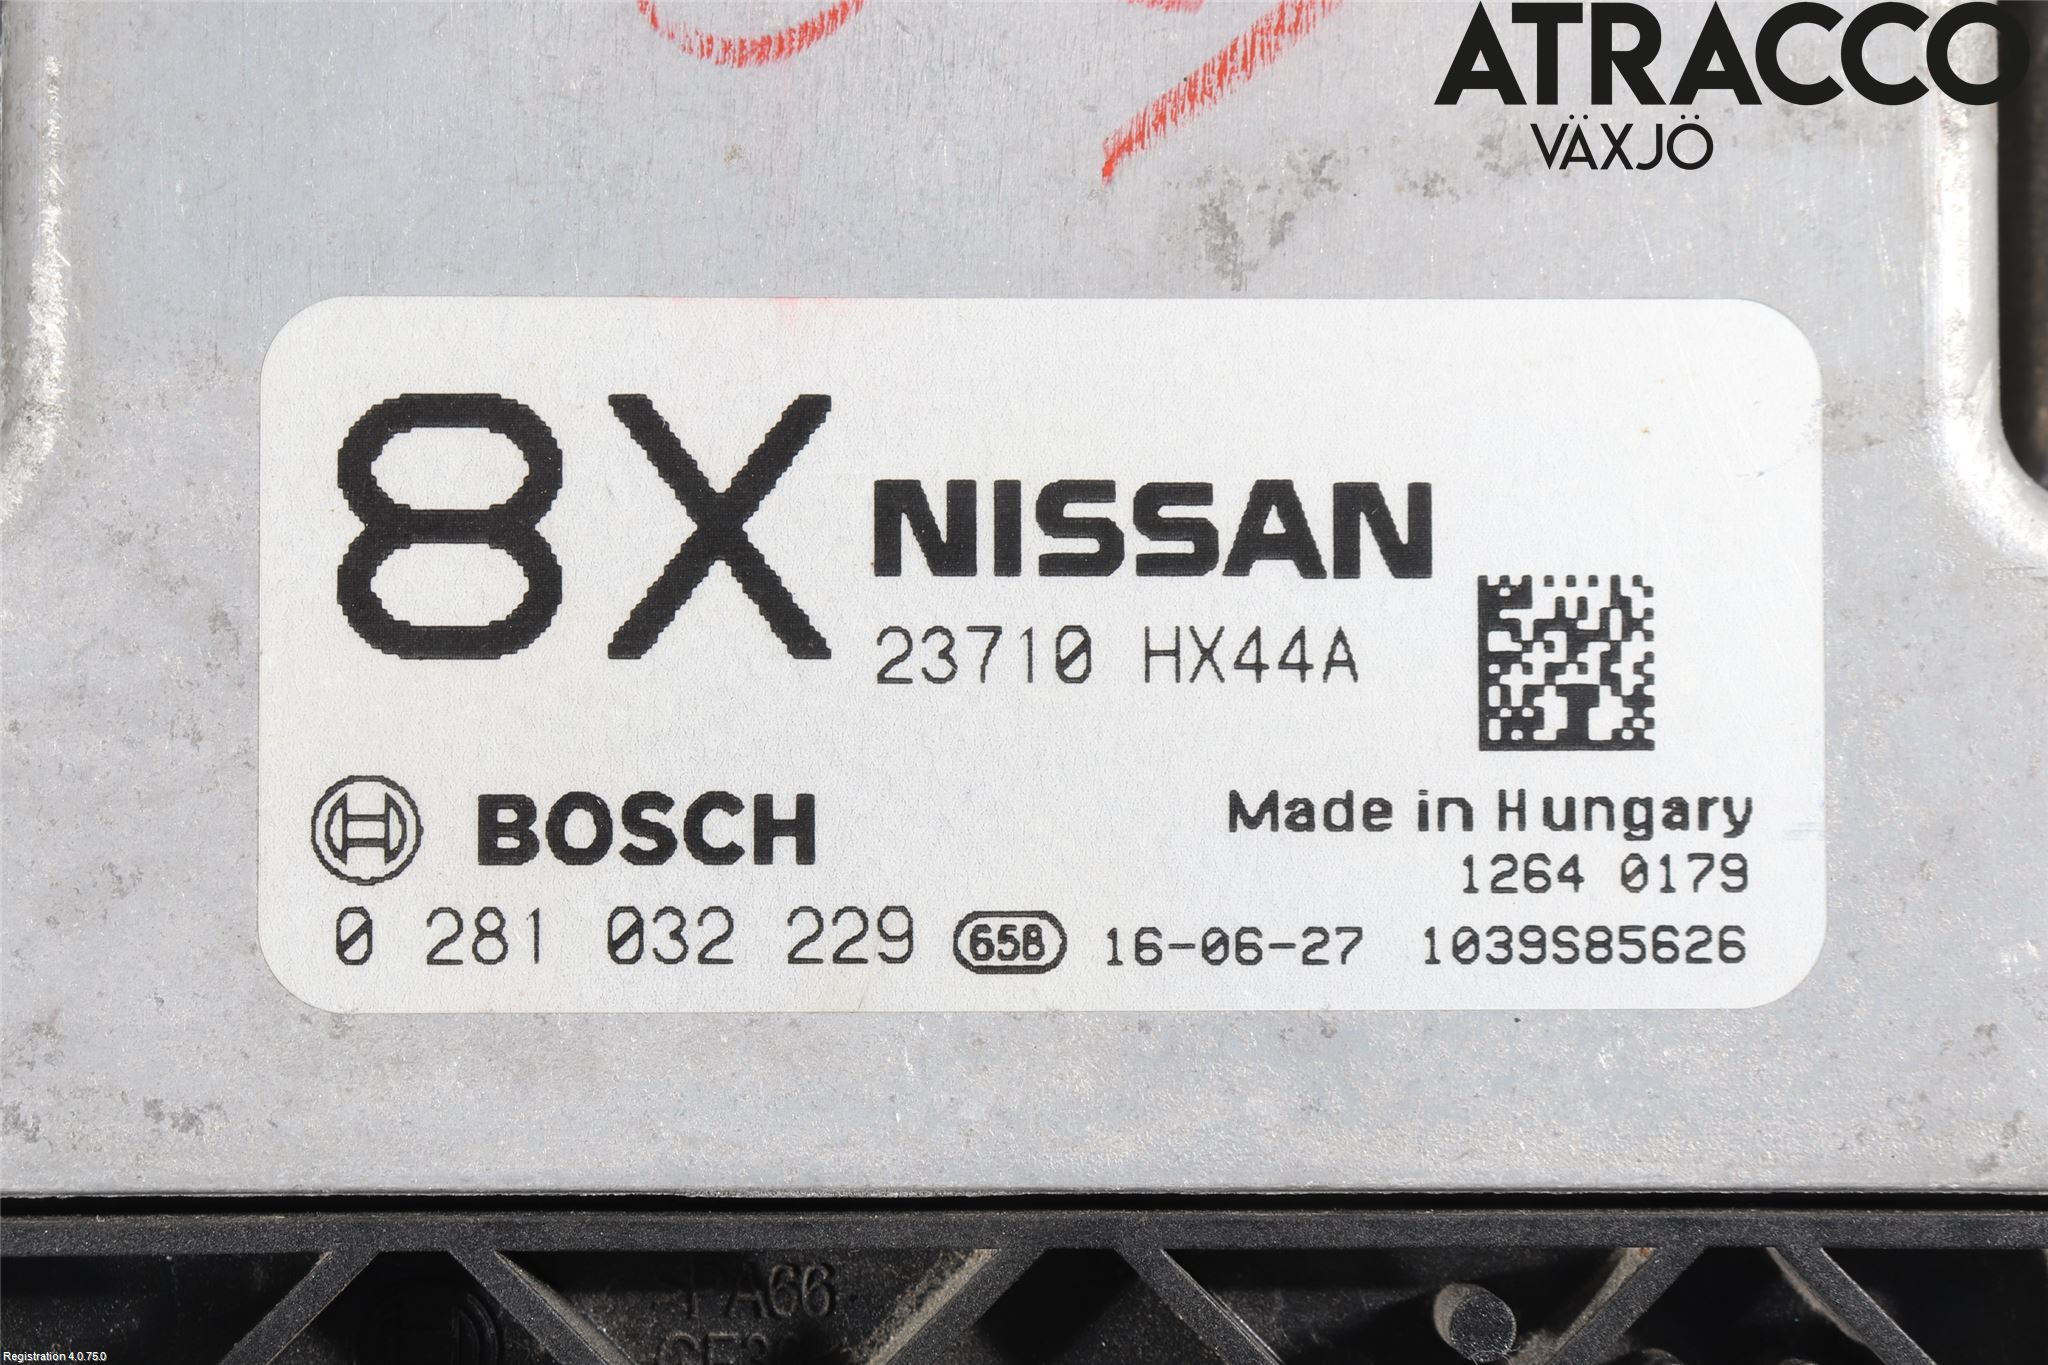 ATRACCO
VÄXJÖ
8X
NISSAN
23710 HX44A
BOSCH
Made in Hungary
1264 0179
0 281 032 229 658 16-06-27 1039S85626
PA66
Registration 4.0.75.0